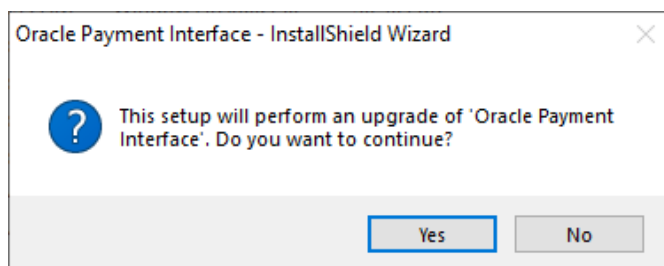 Oracle Payment Interface - InstallShield Wizard
This setup will perform an upgrade of 'Oracle Payment
Interface'. Do you want to continue?
Yes
No